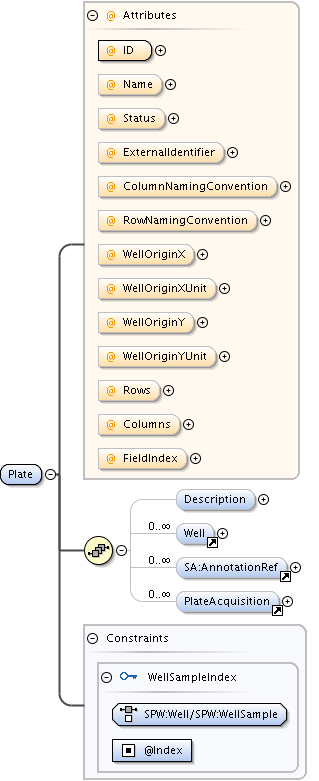 Attributes
@ ID
@ Name
@ Status
@ ExternalIdentifier
@ ColumnNamingConvention
@ RowNamingConvention
@ WellOriginX
@ WellOriginXUnit
@ WellOriginY
@ WellOriginYUnit
@ Rows
@ Columns
@ FieldIndex
Plate
Description
0..∞ Well
0..∞ SA:AnnotationRef
0..∞ PlateAcquisition
Constraints
WellSampleIndex
SPW:Well/SPW:WellSample
@Index